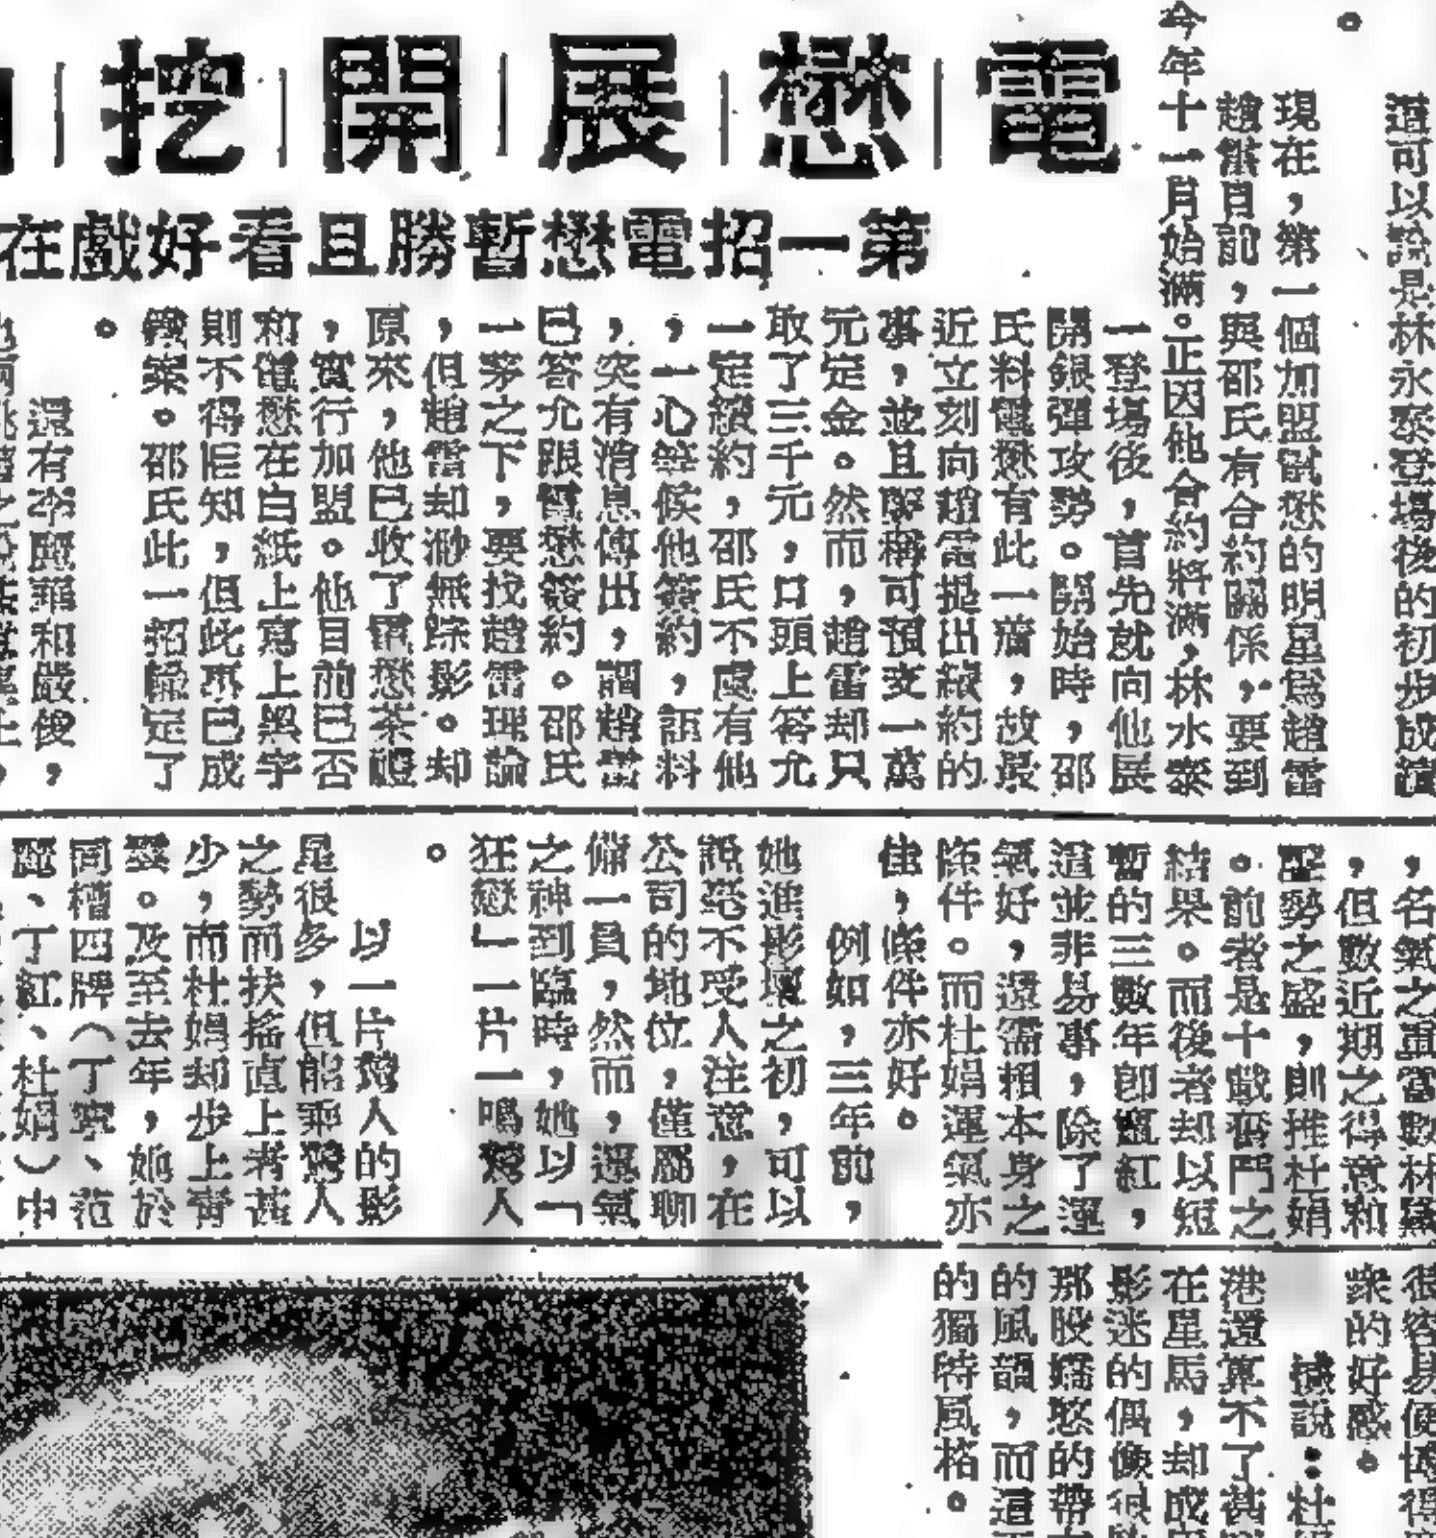 這可以說是林永泰登場後的初步成績
。
現在，第一個加盟電懋的明星為趙雷
趙雷目前，與邵氏有合約關係，要到
今年十一月始滿。正因他合約將滿，林永泰
電懋展開挖
第一招電懋暫勝且看好戲在
一登場後，首先就向他展
開銀彈攻勢。開始時，邵
氏料電懋有此一着，故最
近立刻向趙雷提出續約的
事，並且聲稱可預支一萬
元定金。然而，趙雷却只
取了三千元，口頭上答允
一定續約，邵氏不虞有他
，一心等候他簽約，詎料
，突有消息傳出，謂趙雷
已答允跟電懋簽約。邵氏
一驚之下，要找趙雷理論
，但趙雷却渺無踪影。却
原來，他已收了電懋茶禮
，實行加盟。他目前已否
和電懋在白紙上寫上黑字
則不得而知，但此事已成
鐵案。邵氏此一招輸定了
。
還有李麗華和嚴俊，
，名氣之重當數林黛
，但數近期之得意和
聲勢之盛，則推杜娟
。前者是十載奮鬥之
結果。而後者却以短
暫的三數年即竄紅，
這並非易事，除了運
氣好，還需賴本身之
條件。而杜娟運氣亦
佳，條件亦好。
例如，三年前，
她進影壇之初，可以
說毫不受人注意，在
公司的地位，僅屬聊
備一員，然而，運氣
之神到臨時，她以「
狂戀」一片一鳴驚人
。
以一片驚人的影
星很多，但能乘驚人
之勢而扶搖直上者甚
少，而杜娟却步上青
雲。及至去年，她於
同檔四牌（丁寧、范
麗、丁紅、杜娟）中
很容易便博得
衆的好感。
據說：杜
港還算不了甚
在星馬，却成
影迷的偶像
那股嬌憨的帶
的風韻，而這
的獨特風格。